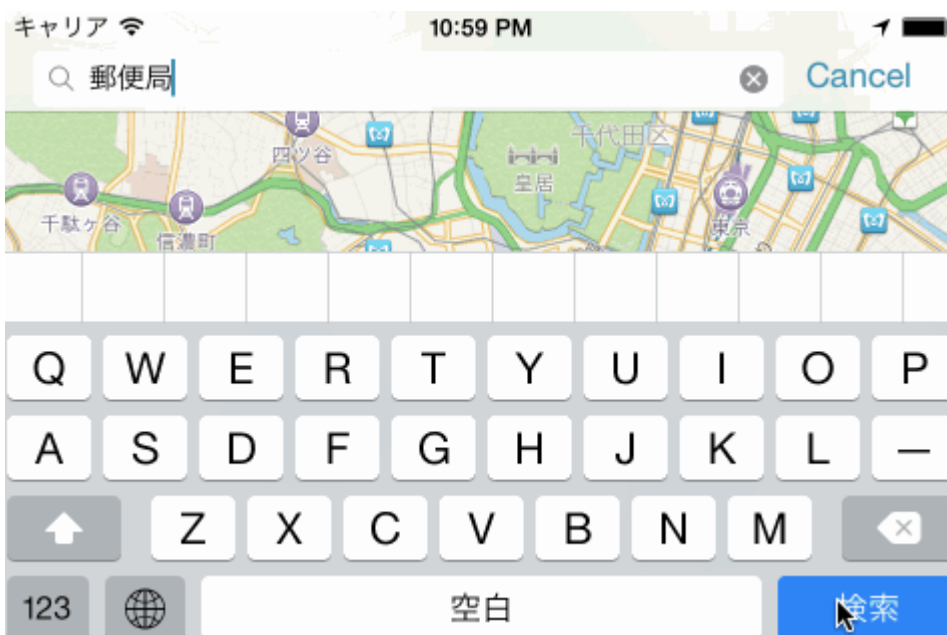 キャリア 10:59 PM
郵便局 Cancel
四ツ谷 千代田区
皇居
千駄ヶ谷 信濃町 東京
Q W E R T Y U I O P
A S D F G H J K L ー
Z X C V B N M
123 空白 検索